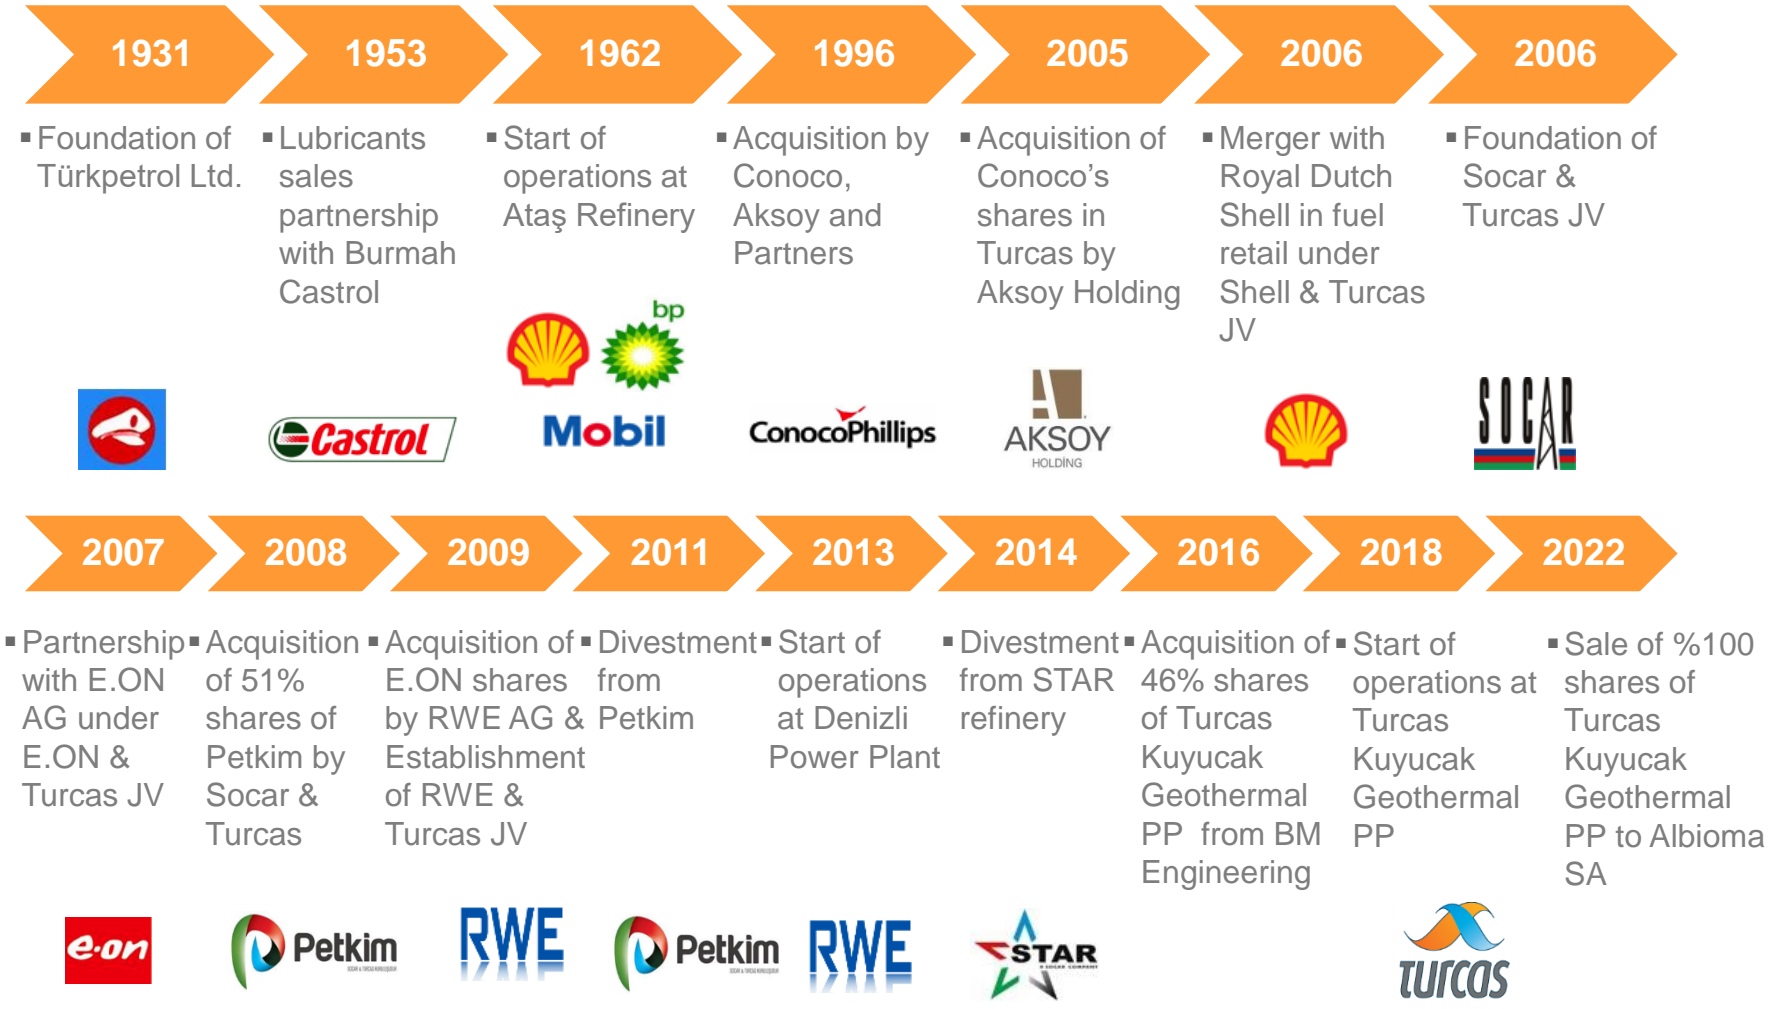 1931
1953
1962
1996
2005
2006
2006
▪ Foundation of
Türkpetrol Ltd.
▪ Lubricants
sales
partnership
with Burmah
Castrol
▪ Start of
operations at
Ataş Refinery
▪ Acquisition by
Conoco,
Aksoy and
Partners
▪ Acquisition of
Conoco's
shares in
Turcas by
Aksoy Holding
▪ Merger with
Royal Dutch
Shell in fuel
retail under
Shell & Turcas
JV
▪ Foundation of
Socar &
Turcas JV
Castrol
bp
Mobil
ConocoPhillips
AKSOY
HOLDİNG
SOCAR
2007
2008
2009
2011
2013
2014
2016
2018
2022
▪ Partnership
with E.ON
AG under
E.ON &
Turcas JV
▪ Acquisition
of 51%
shares of
Petkim by
Socar &
Turcas
▪ Acquisition of
E.ON shares
by RWE AG &
Establishment
of RWE &
Turcas JV
▪ Divestment
from
Petkim
▪ Start of
operations
at Denizli
Power Plant
▪ Divestment
from STAR
refinery
▪ Acquisition of
46% shares
of Turcas
Kuyucak
Geothermal
PP from BM
Engineering
▪ Start of
operations at
Turcas
Kuyucak
Geothermal
PP
▪ Sale of %100
shares of
Turcas
Kuyucak
Geothermal
PP to Albioma
SA
e·on
Petkim
RWE
Petkim
RWE
STAR
A SOCAR COMPANY
TURCAS